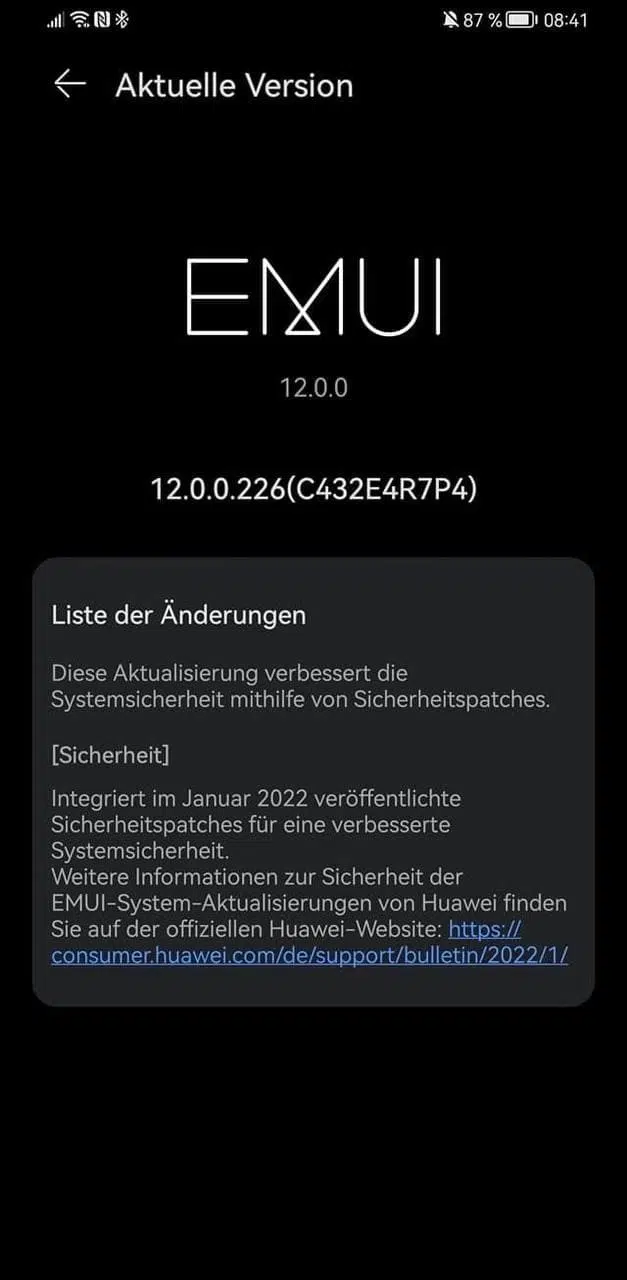 87 % 08:41
Aktuelle Version
EMUI
12.0.0
12.0.0.226(C432E4R7P4)
Liste der Änderungen
Diese Aktualisierung verbessert die
Systemsicherheit mithilfe von Sicherheitspatches.
[Sicherheit]
Integriert im Januar 2022 veröffentlichte
Sicherheitspatches für eine verbesserte
Systemsicherheit.
Weitere Informationen zur Sicherheit der
EMUI-System-Aktualisierungen von Huawei finden
Sie auf der offiziellen Huawei-Website: https://
consumer.huawei.com/de/support/bulletin/2022/1/